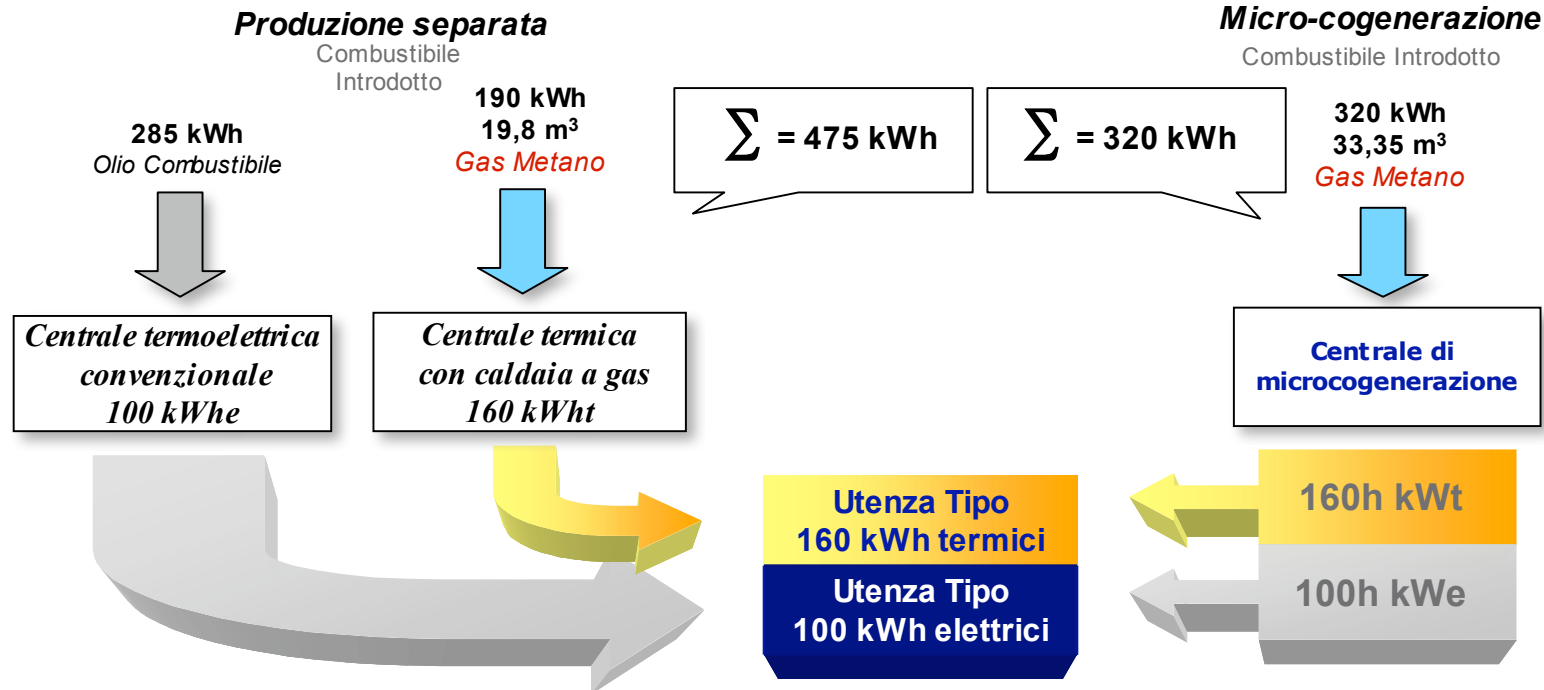 Produzione separata
Combustibile
Introdotto
285 kWh
Olio Combustibile
190 kWh
19,8 m³
Gas Metano
∑ = 475 kWh
∑ = 320 kWh
Micro-cogenerazione
Combustibile Introdotto
320 kWh
33,35 m³
Gas Metano
Centrale termoelettrica
convenzionale
100 kWhe
Centrale termica
con caldaia a gas
160 kWht
Centrale di
microcogenerazione
Utenza Tipo
160 kWh termici
Utenza Tipo
100 kWh elettrici
160h kWt
100h kWe